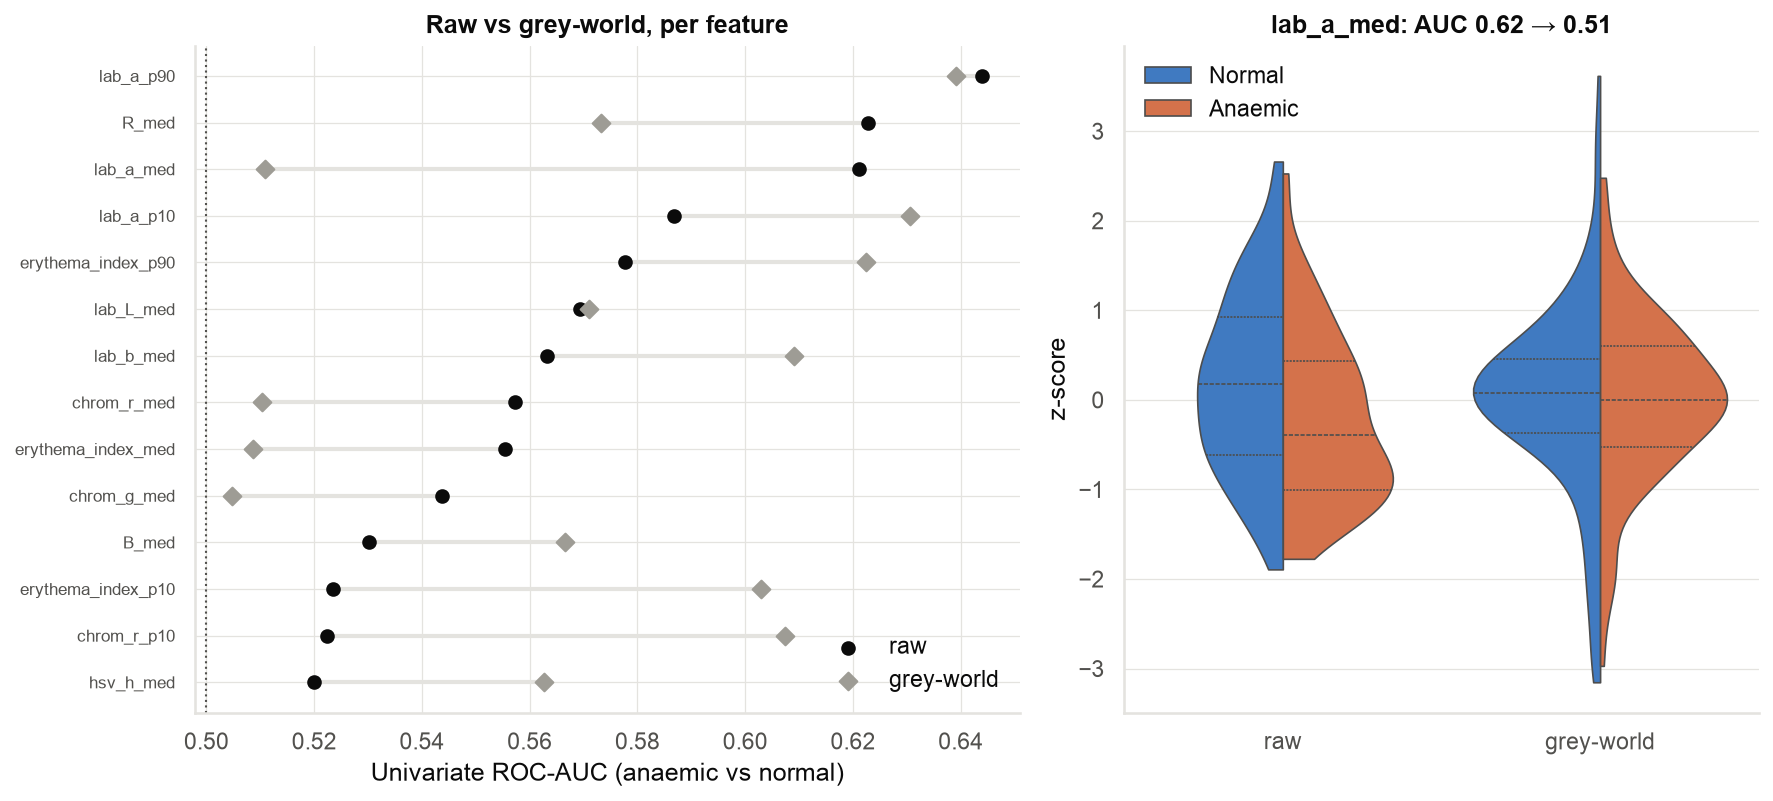 Raw vs grey-world, per feature
lab_a_p90
R_med
lab_a_med
lab_a_p10
erythema_index_p90
lab_L_med
lab_b_med
chrom_r_med
erythema_index_med
chrom_g_med
B_med
erythema_index_p10
chrom_r_p10
hsv_h_med
raw
grey-world
0.50 0.52 0.54 0.56 0.58 0.60 0.62 0.64
Univariate ROC-AUC (anaemic vs normal)
lab_a_med: AUC 0.62 → 0.51
Normal
Anaemic
z-score
3
2
1
0
−1
−2
−3
raw grey-world